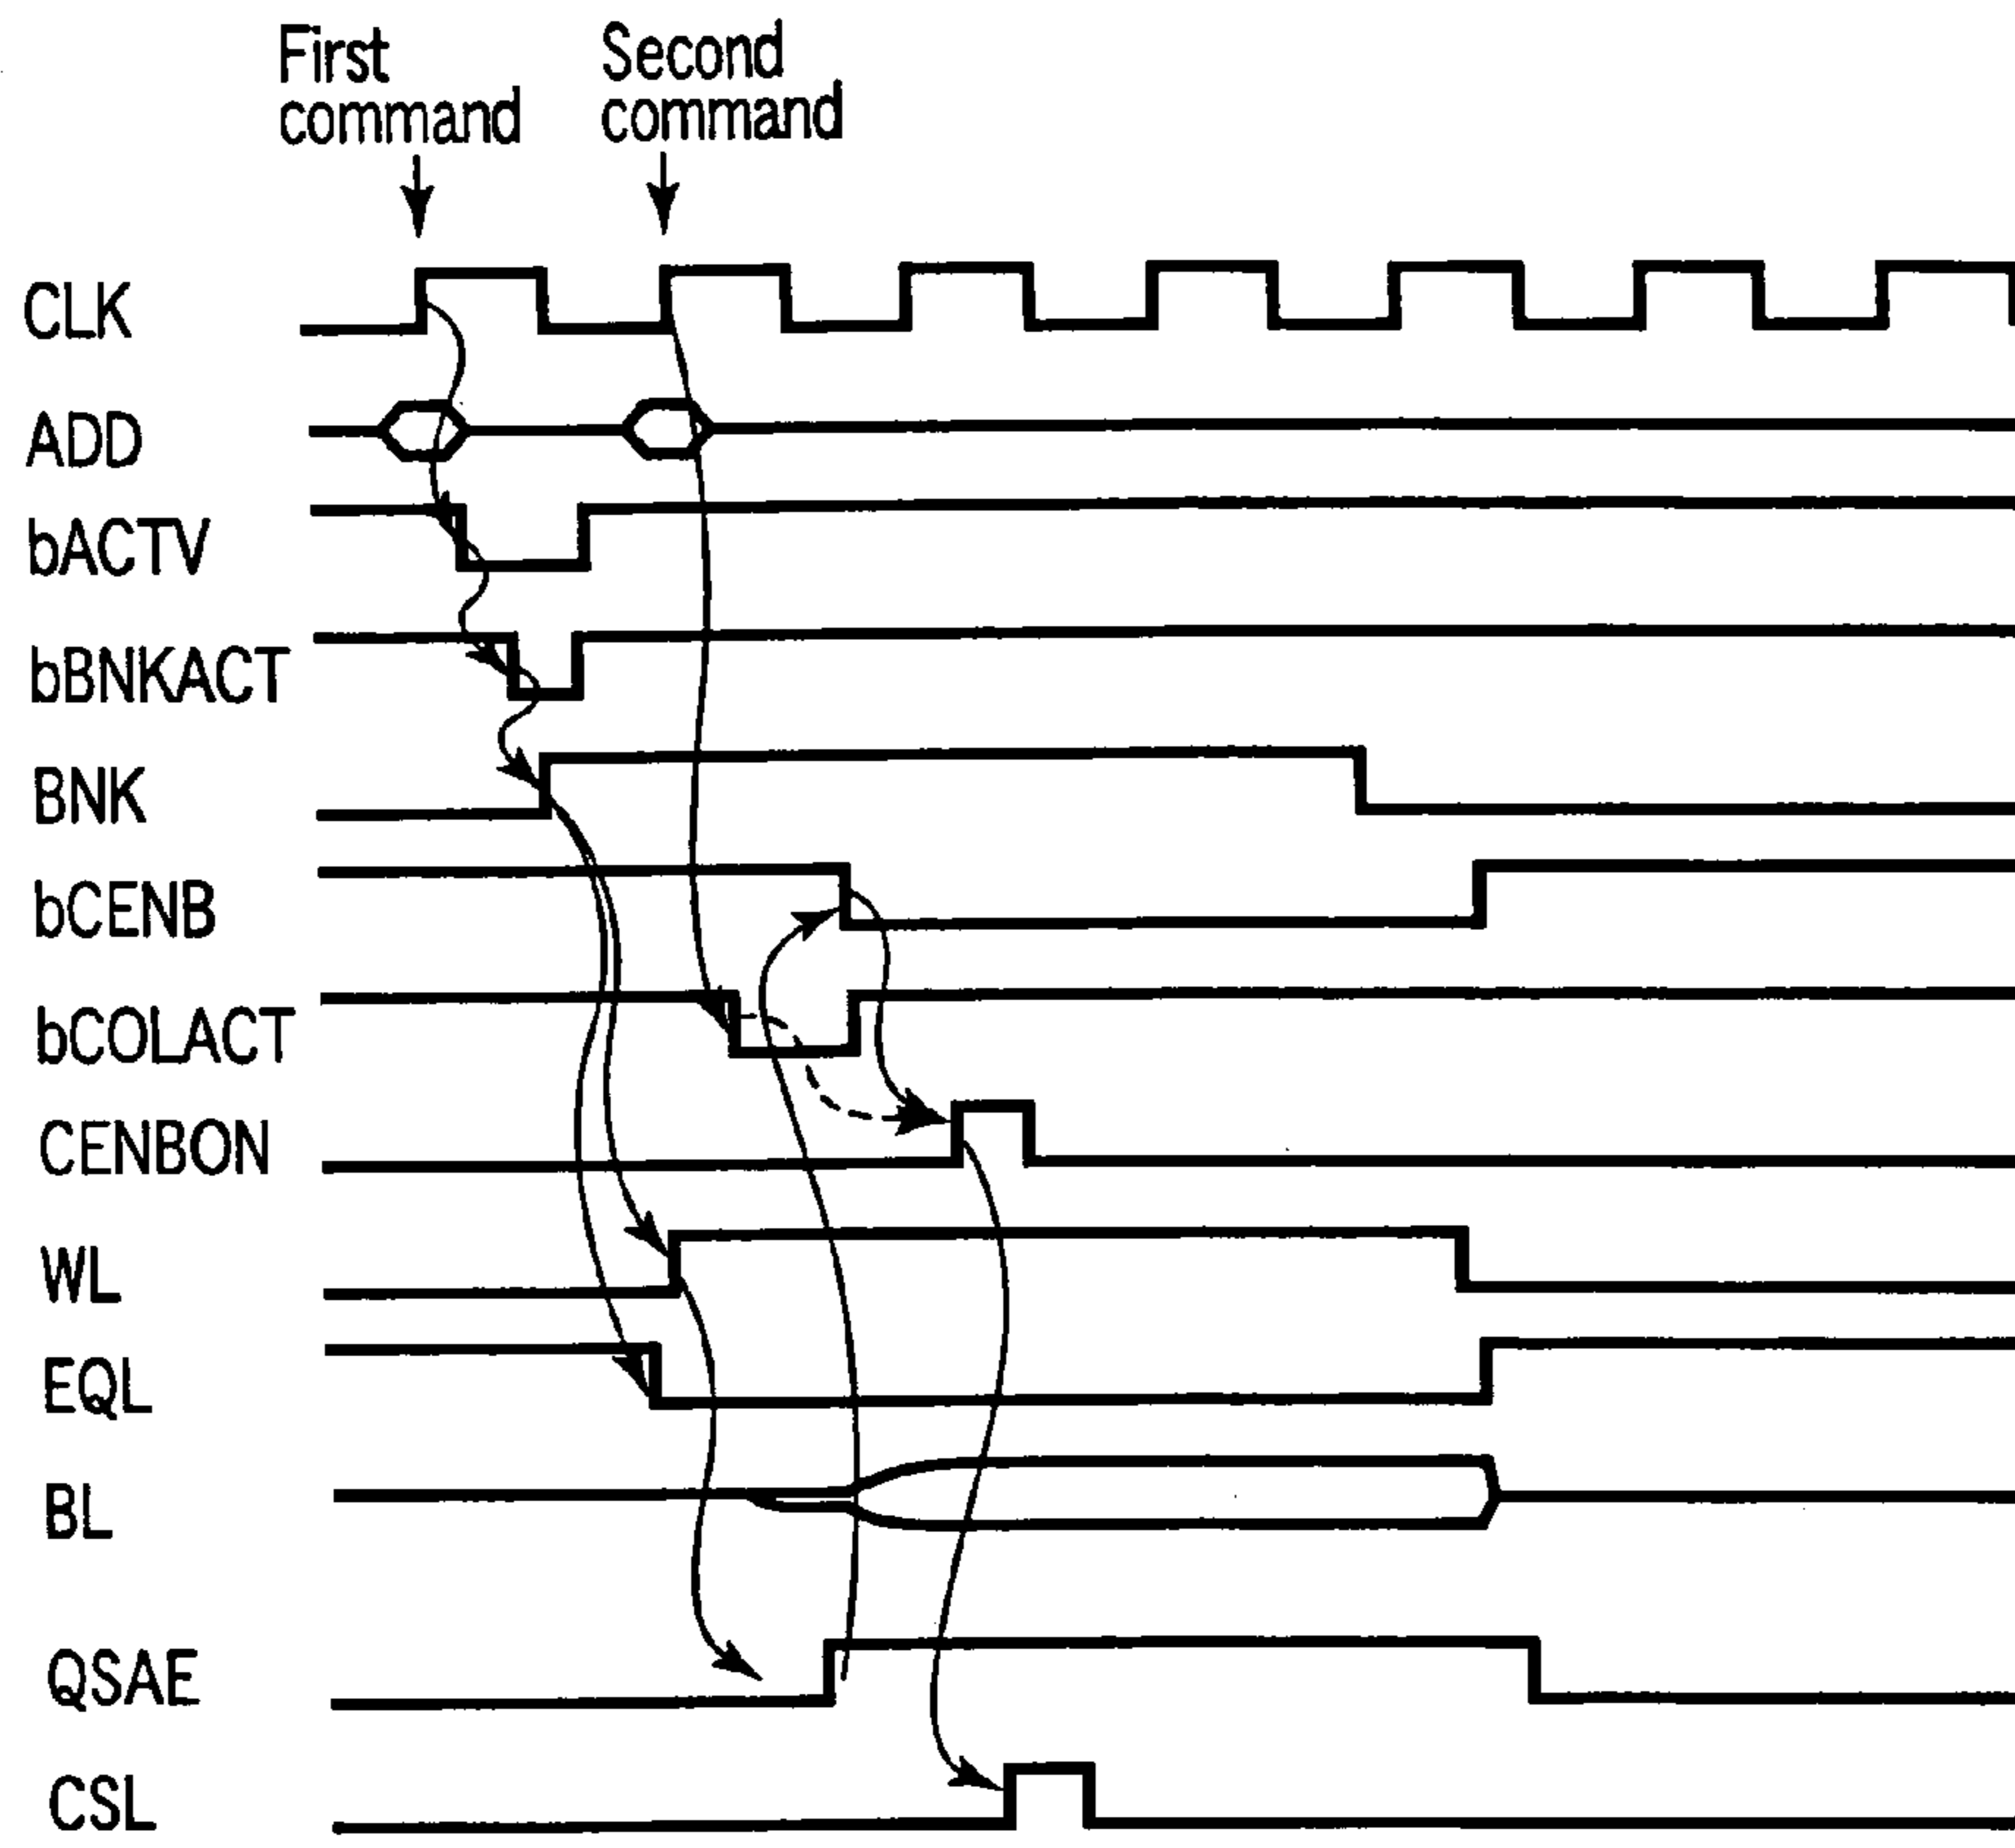 First
command
Second
command
CLK
ADD
bACTV
bBNKACT
BNK
bCENB
bCOLACT
CENBON
WL
EQL
BL
QSAE
CSL